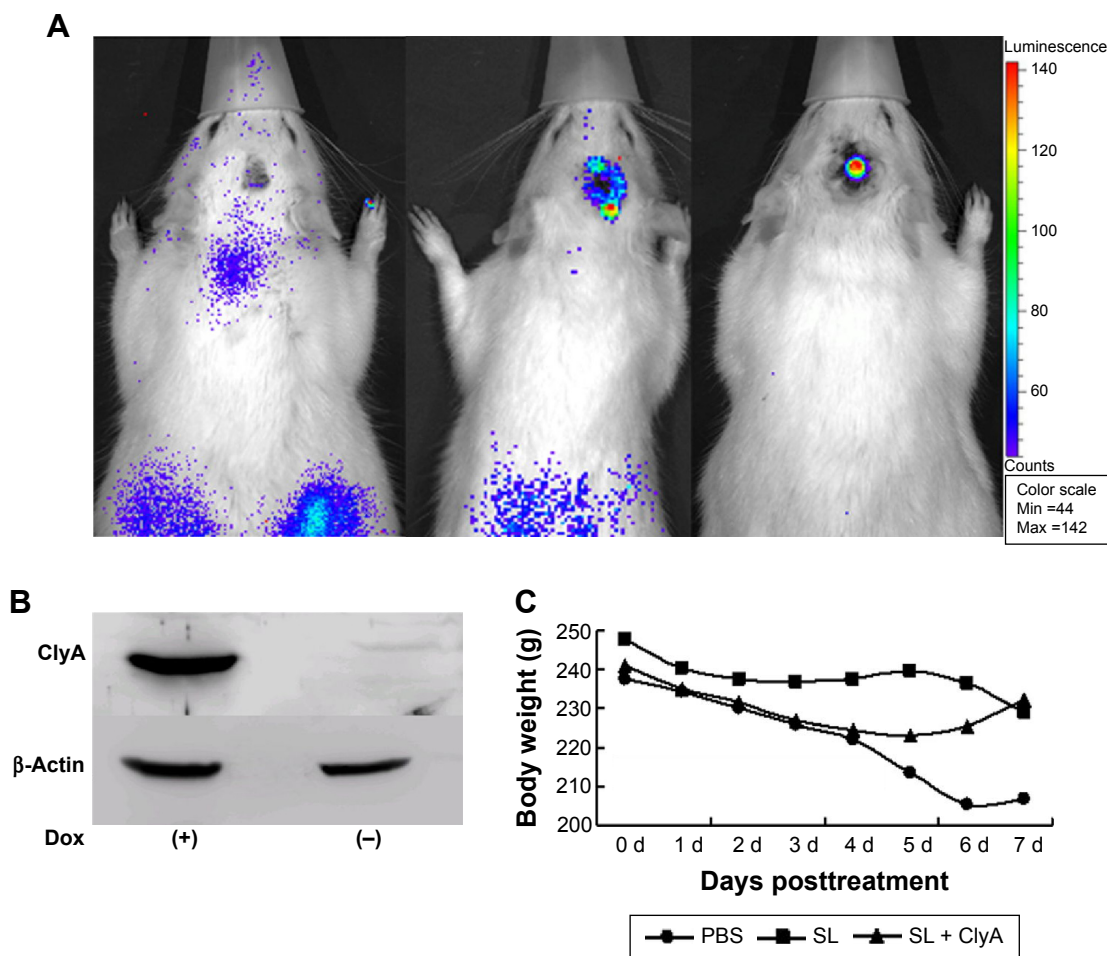 A
Luminescence
140
120
100
80
60
Counts
Color scale
Min =44
Max =142
B
ClyA
β-Actin
Dox (+) (–)
C
Body weight (g)
250
240
230
220
210
200
0 d 1 d 2 d 3 d 4 d 5 d 6 d 7 d
Days posttreatment
PBS SL SL + ClyA